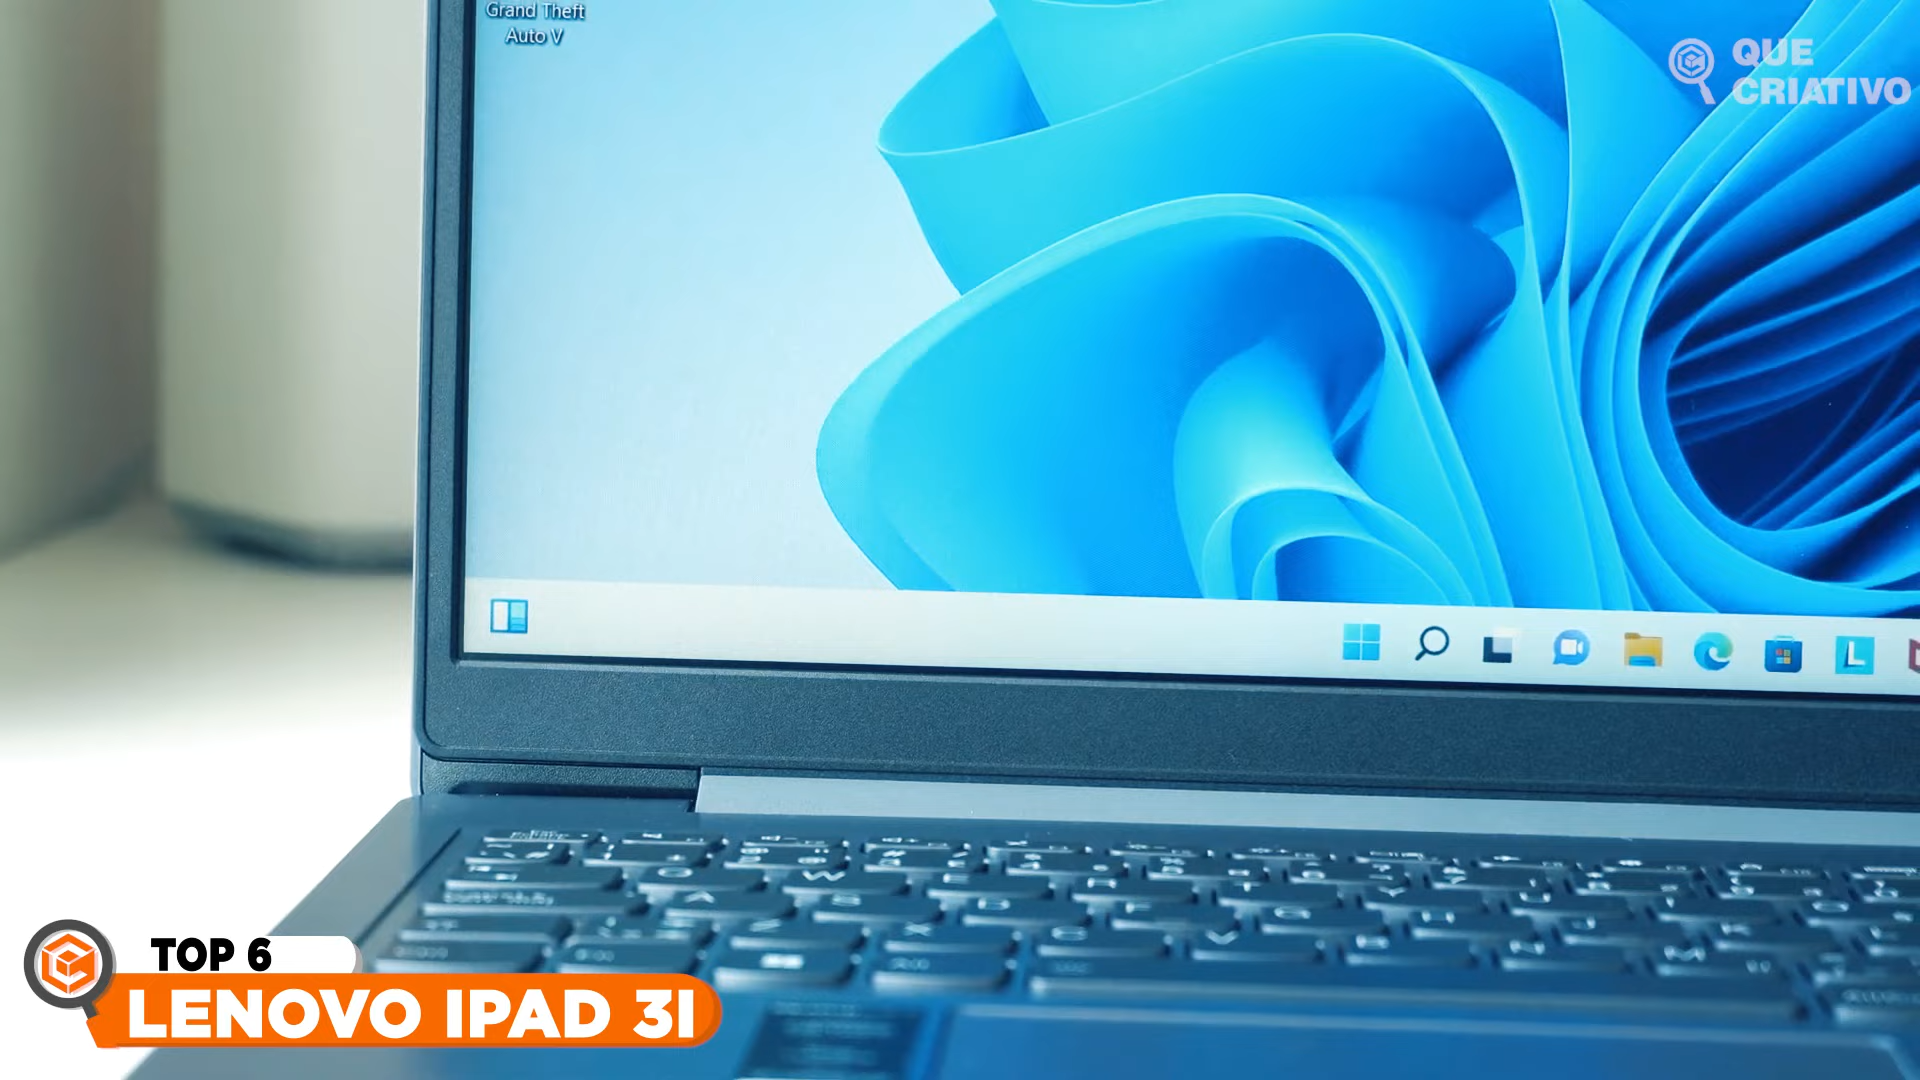 Grand Theft
Auto V
QUE
CRIATIVO
TOP 6
LENOVO IPAD 3I